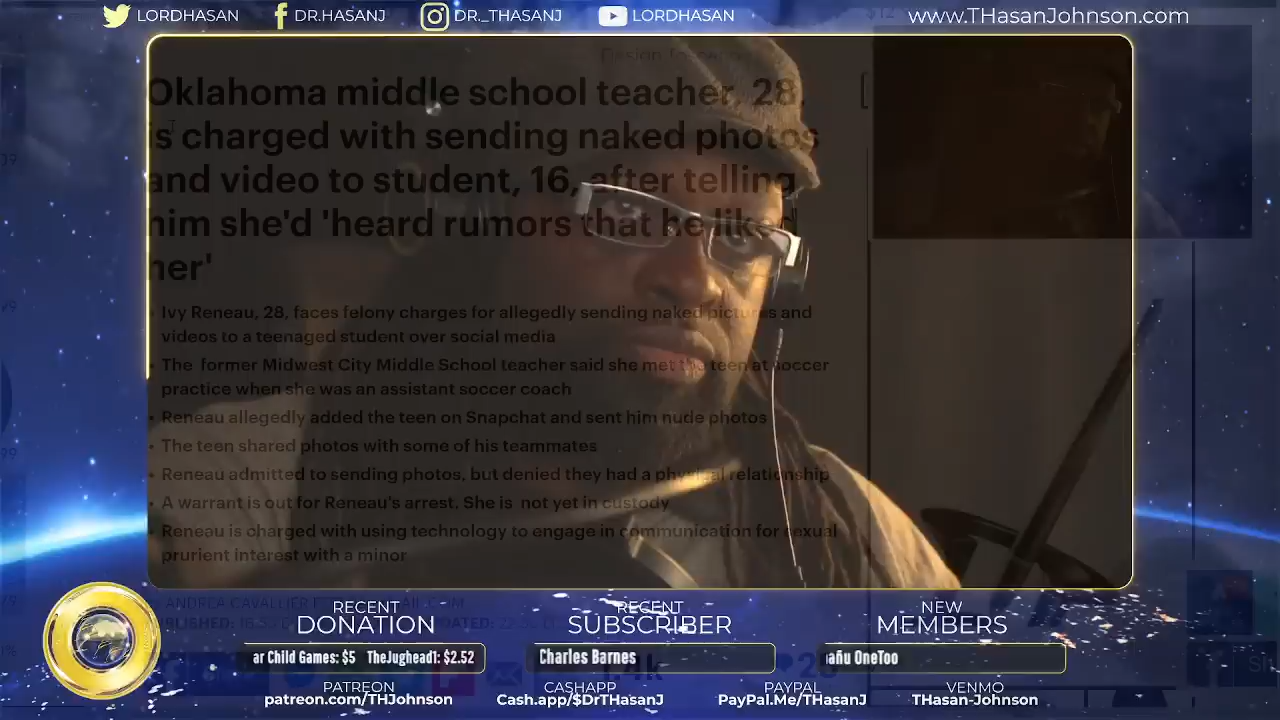 LORDHASAN DR.HASANJ DR._THASANJ LORDHASAN www.THasanJohnson.com
Oklahoma middle school teacher, 28,
is charged with sending naked photos
and video to student, 16, after telling
him she'd 'heard rumors that he liked
her'
• Ivy Reneau, 28, faces felony charges for allegedly sending naked pictures and
videos to a teenaged student over social media
• The former Midwest City Middle School teacher said she met the teen at soccer
practice when she was an assistant soccer coach
• Reneau allegedly added the teen on Snapchat and sent him nude photos
• The teen shared photos with some of his teammates
• Reneau admitted to sending photos, but denied they had a physical relationship
• A warrant is out for Reneau's arrest. She is not yet in custody
• Reneau is charged with using technology to engage in communication for sexual
prurient interest with a minor
ANDREA CAVALLIER
RECENT DONATION
ar Child Games: $5 TheJughead1: $2.52
RECENT SUBSCRIBER
Charles Barnes
NEW MEMBERS
añu OneToo
PATREON
patreon.com/THJohnson
CASHAPP
Cash.app/$DrTHasanJ
PAYPAL
PayPal.Me/THasanJ
VENMO
THasan-Johnson